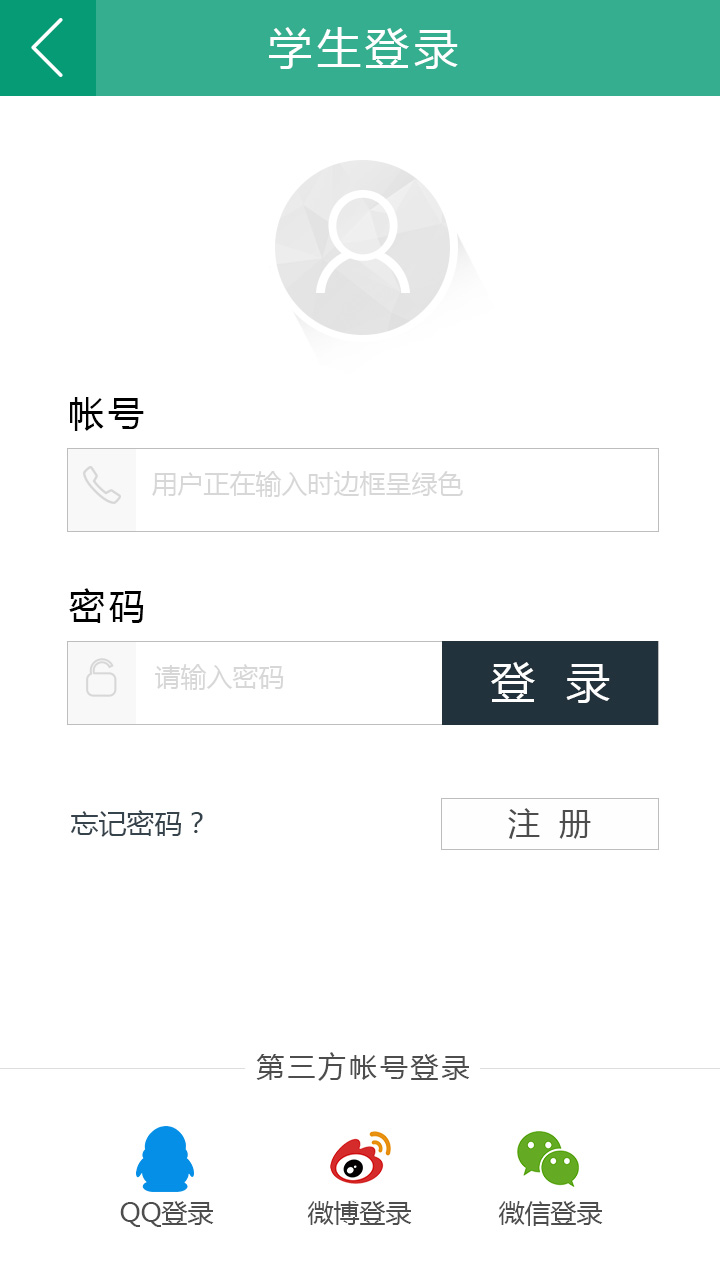 学生登录
帐号
用户正在输入时边框呈绿色
密码
请输入密码
登 录
忘记密码？
注 册
第三方帐号登录
QQ登录
微博登录
微信登录